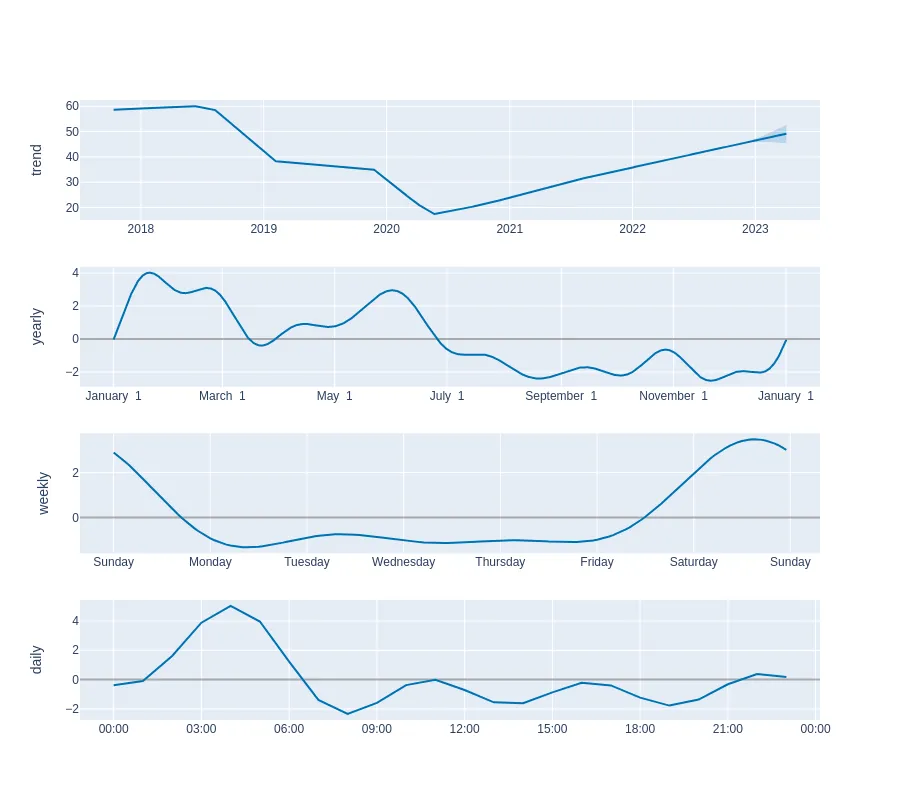 trend
60
50
40
30
20
2018 2019 2020 2021 2022 2023
yearly
4
2
0
−2
January 1 March 1 May 1 July 1 September 1 November 1 January 1
weekly
2
0
Sunday Monday Tuesday Wednesday Thursday Friday Saturday Sunday
daily
4
2
0
−2
00:00 03:00 06:00 09:00 12:00 15:00 18:00 21:00 00:00